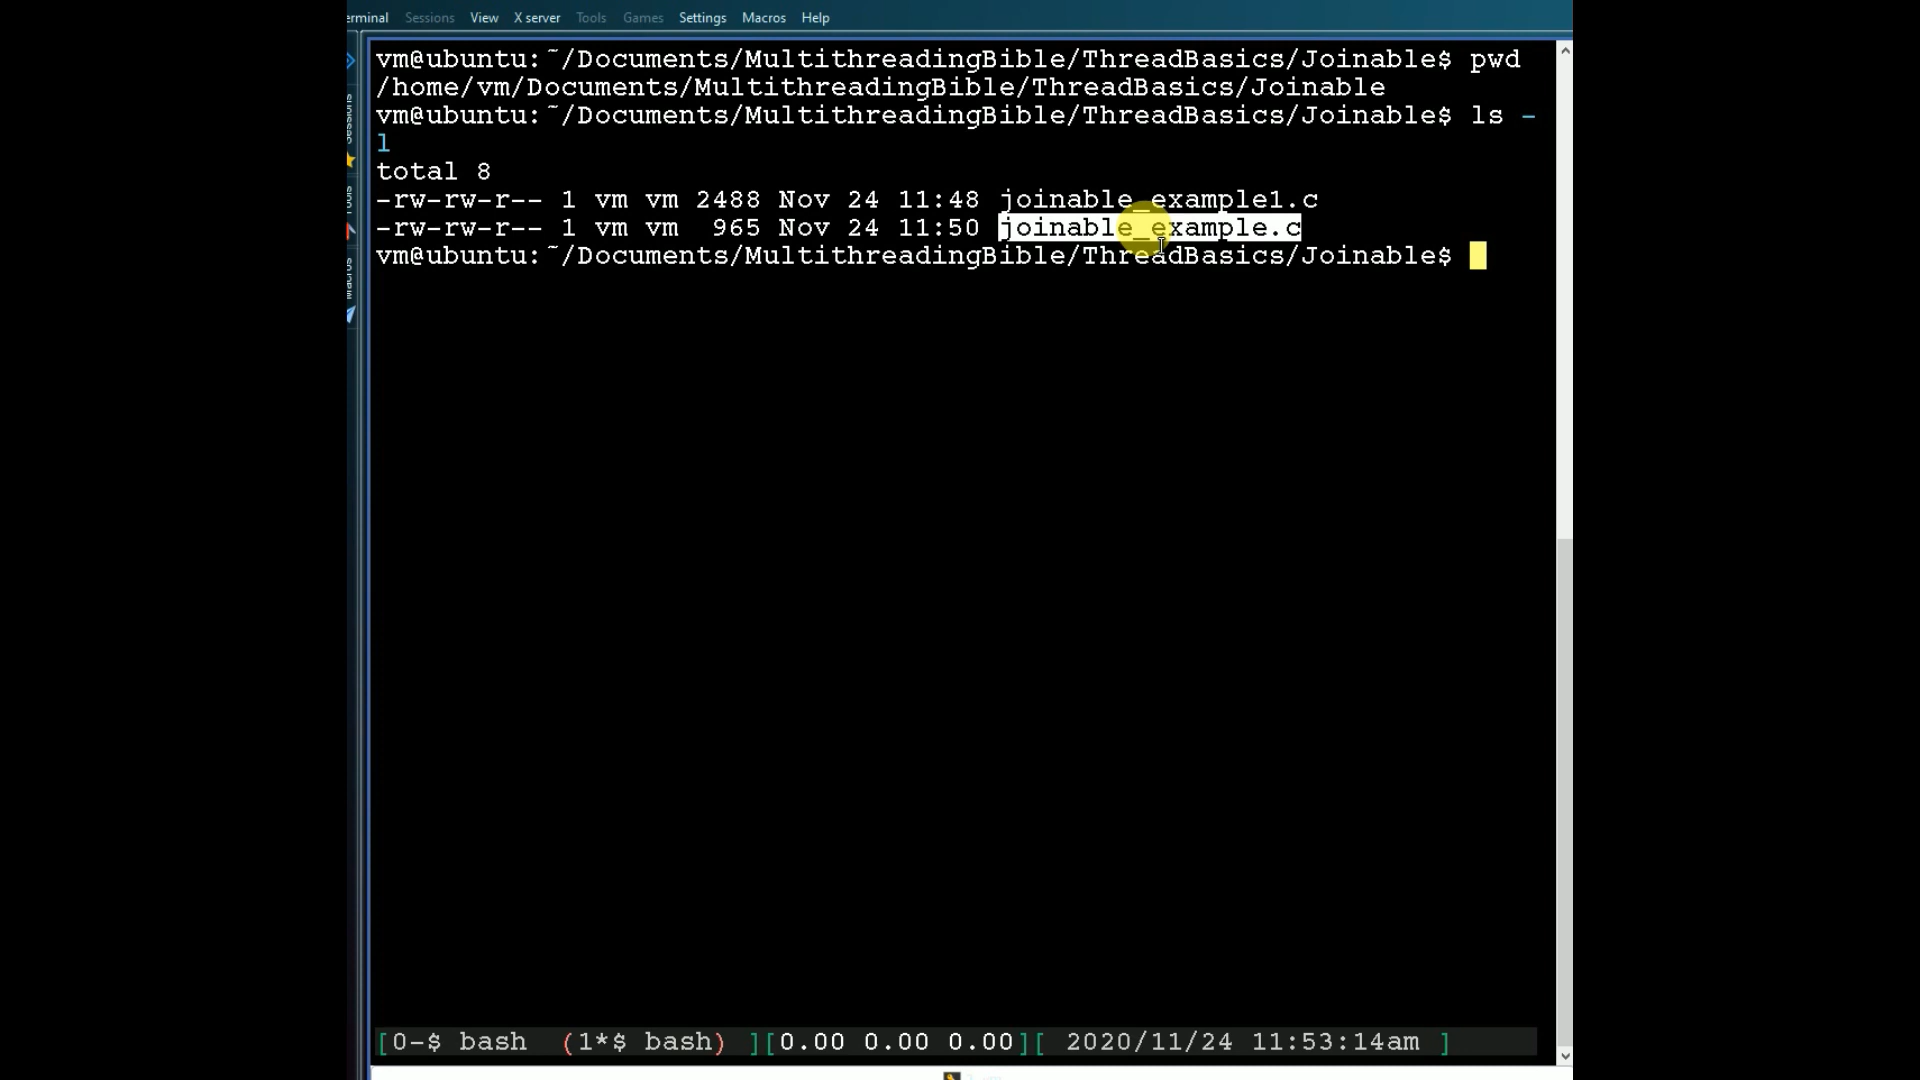 erminal Sessions View X server Tools Games Settings Macros Help
vm@ubuntu:~/Documents/MultithreadingBible/ThreadBasics/Joinable$ pwd
/home/vm/Documents/MultithreadingBible/ThreadBasics/Joinable
vm@ubuntu:~/Documents/MultithreadingBible/ThreadBasics/Joinable$ ls -
l
total 8
-rw-rw-r-- 1 vm vm 2488 Nov 24 11:48 joinable_example1.c
-rw-rw-r-- 1 vm vm  965 Nov 24 11:50 joinable_example.c
vm@ubuntu:~/Documents/MultithreadingBible/ThreadBasics/Joinable$
[0-$ bash  (1*$ bash) ][0.00 0.00 0.00][ 2020/11/24 11:53:14am ]